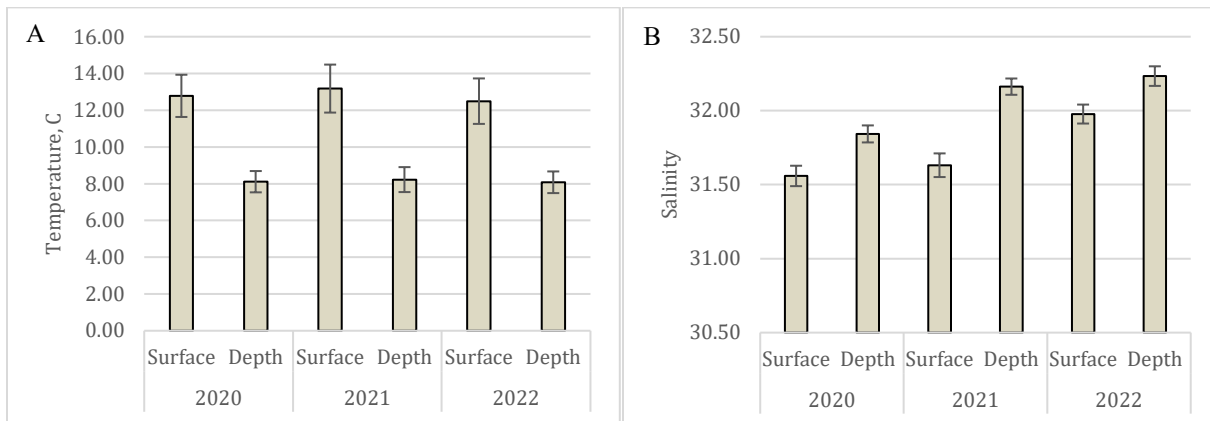 A
16.00
14.00
12.00
10.00
8.00
6.00
4.00
2.00
0.00
Temperature, C
Surface Depth Surface Depth Surface Depth
2020 2021 2022
B
32.50
32.00
31.50
31.00
30.50
Salinity
Surface Depth Surface Depth Surface Depth
2020 2021 2022